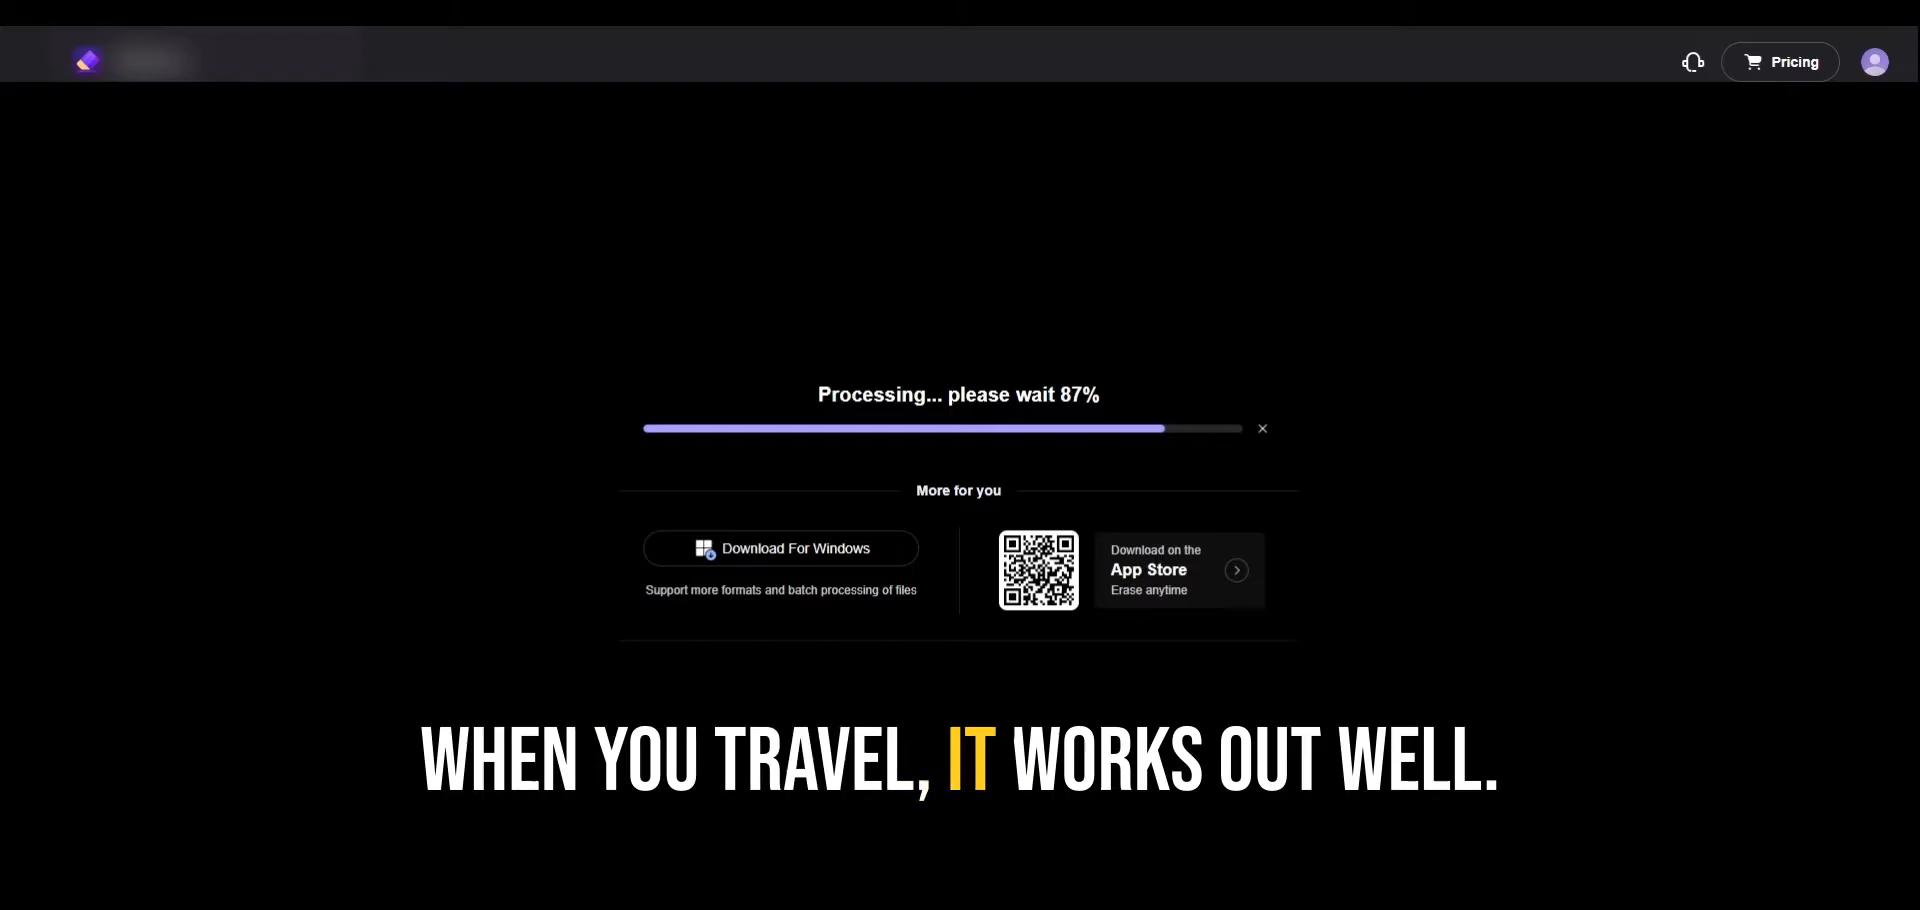 Pricing
Processing... please wait 87%
More for you
Download For Windows
Support more formats and batch processing of files
Download on the
App Store
Erase anytime
WHEN YOU TRAVEL, IT WORKS OUT WELL.